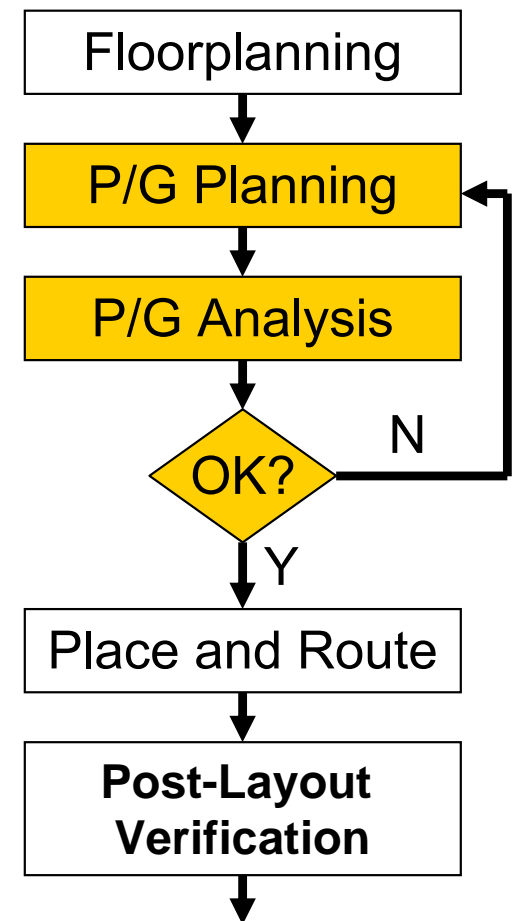 Floorplanning
P/G Planning
P/G Analysis
OK?
N
Y
Place and Route
Post-Layout
Verification